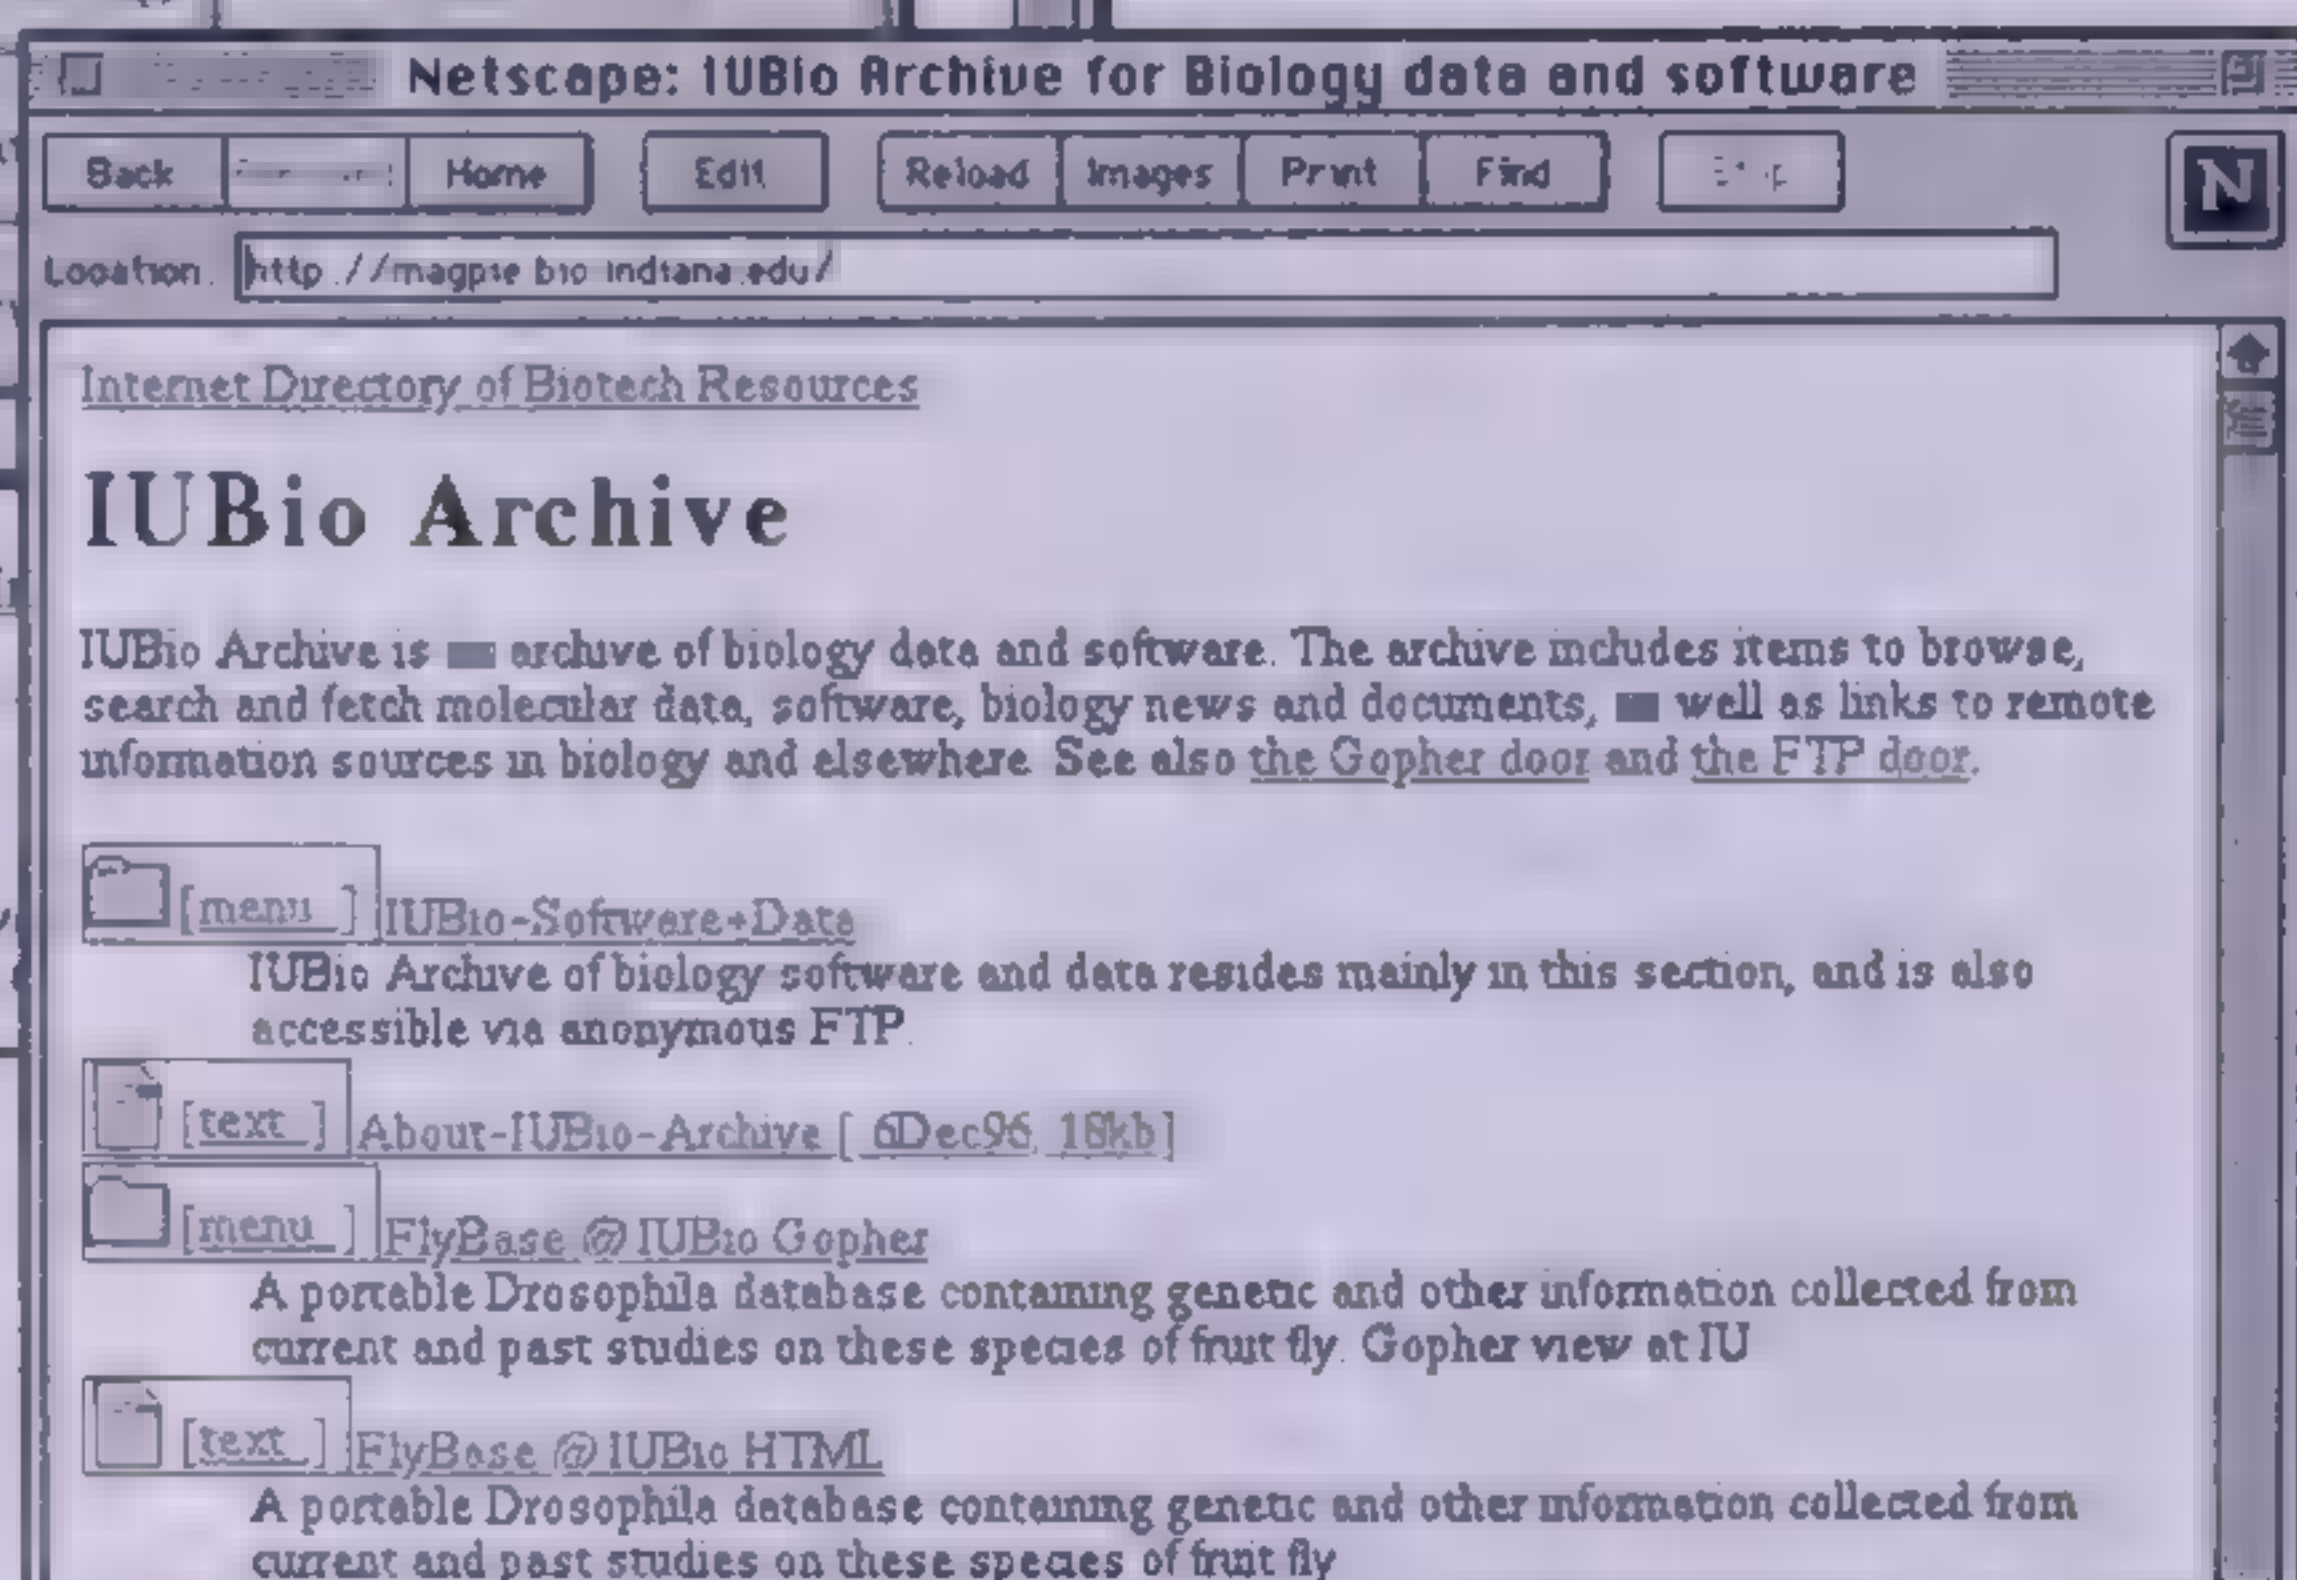 Netscape: IUBio Archive for Biology data and software
Back Home Edit Reload Images Print Find
N
Location: http://magpie.bio.indiana.edu/
Internet Directory of Biotech Resources
IUBio Archive
IUBio Archive is archive of biology data and software. The archive includes items to browse,
search and fetch molecular data, software, biology news and documents, well as links to remote
information sources in biology and elsewhere. See also the Gopher door and the FTP door.
[menu ] IUBio-Software+Data
IUBio Archive of biology software and data resides mainly in this section, and is also
accessible via anonymous FTP.
[text ] About-IUBio-Archive [ 6Dec96, 18kb]
[menu ] FlyBase @ IUBio Gopher
A portable Drosophila database containing genetic and other information collected from
current and past studies on these species of fruit fly. Gopher view at IU
[text ] FlyBase @ IUBio HTML
A portable Drosophila database containing genetic and other information collected from
current and past studies on these species of fruit fly